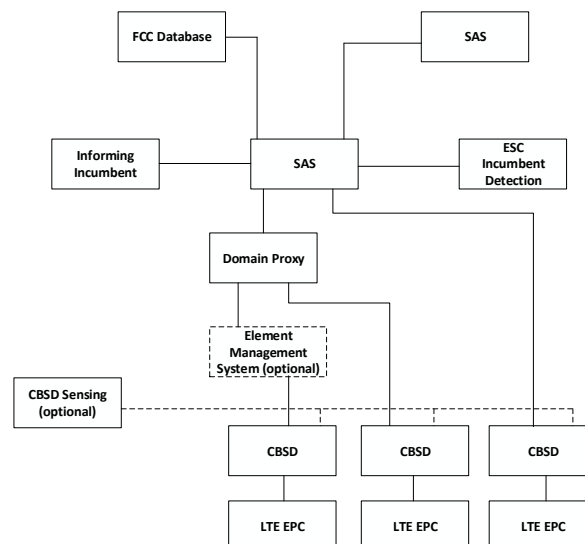 FCC Database
SAS
Informing
Incumbent
SAS
ESC
Incumbent
Detection
Domain Proxy
Element
Management
System (optional)
CBSD Sensing
(optional)
CBSD
CBSD
CBSD
LTE EPC
LTE EPC
LTE EPC